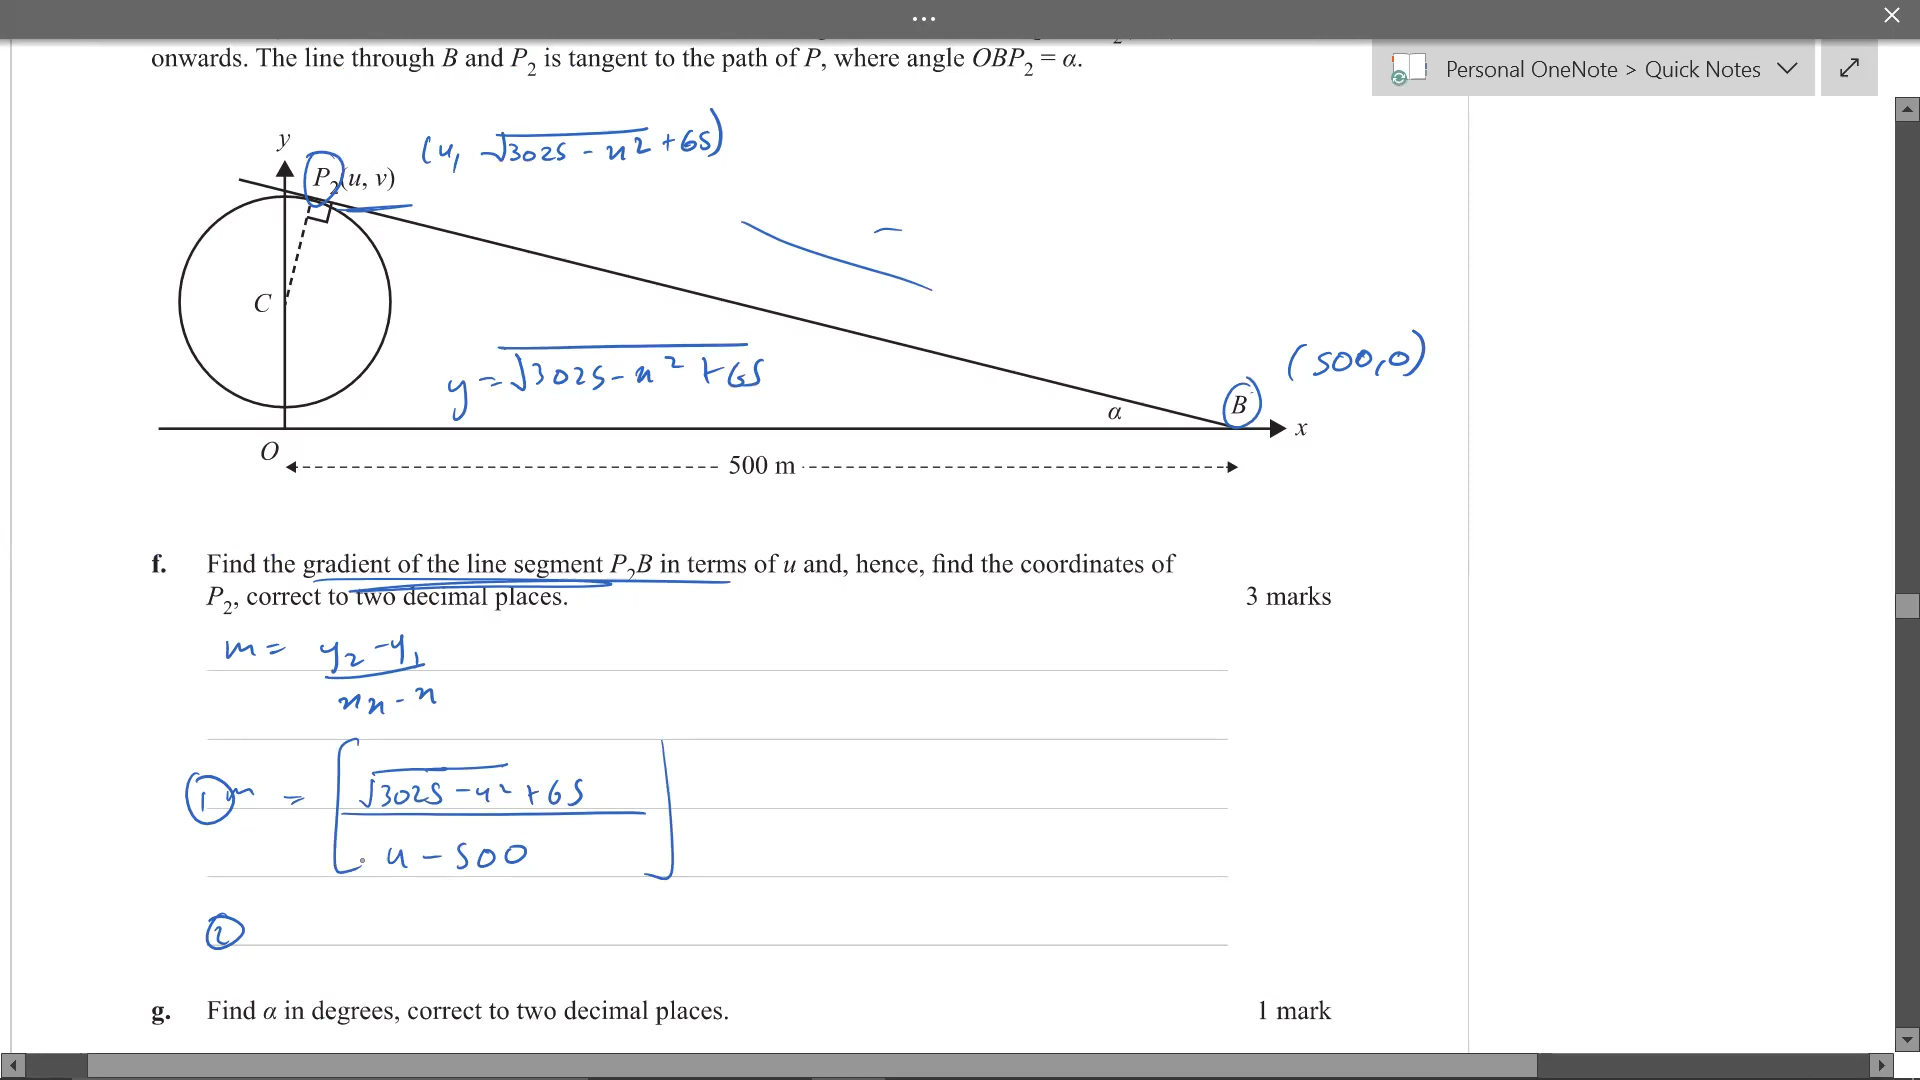 onwards. The line through B and P₂ is tangent to the path of P, where angle OBP₂ = α.
Personal OneNote > Quick Notes
y
(u, √3025 - x² + 65)
P₂(u, v)
C
y = √3025 - x² + 65
(500,0)
α
B
x
O
500 m
f. Find the gradient of the line segment P₂B in terms of u and, hence, find the coordinates of
P₂, correct to two decimal places. 3 marks
m = y₂ - y₁
x x - x
① m = √3025 - u² + 65
u - 500
②
g. Find α in degrees, correct to two decimal places. 1 mark